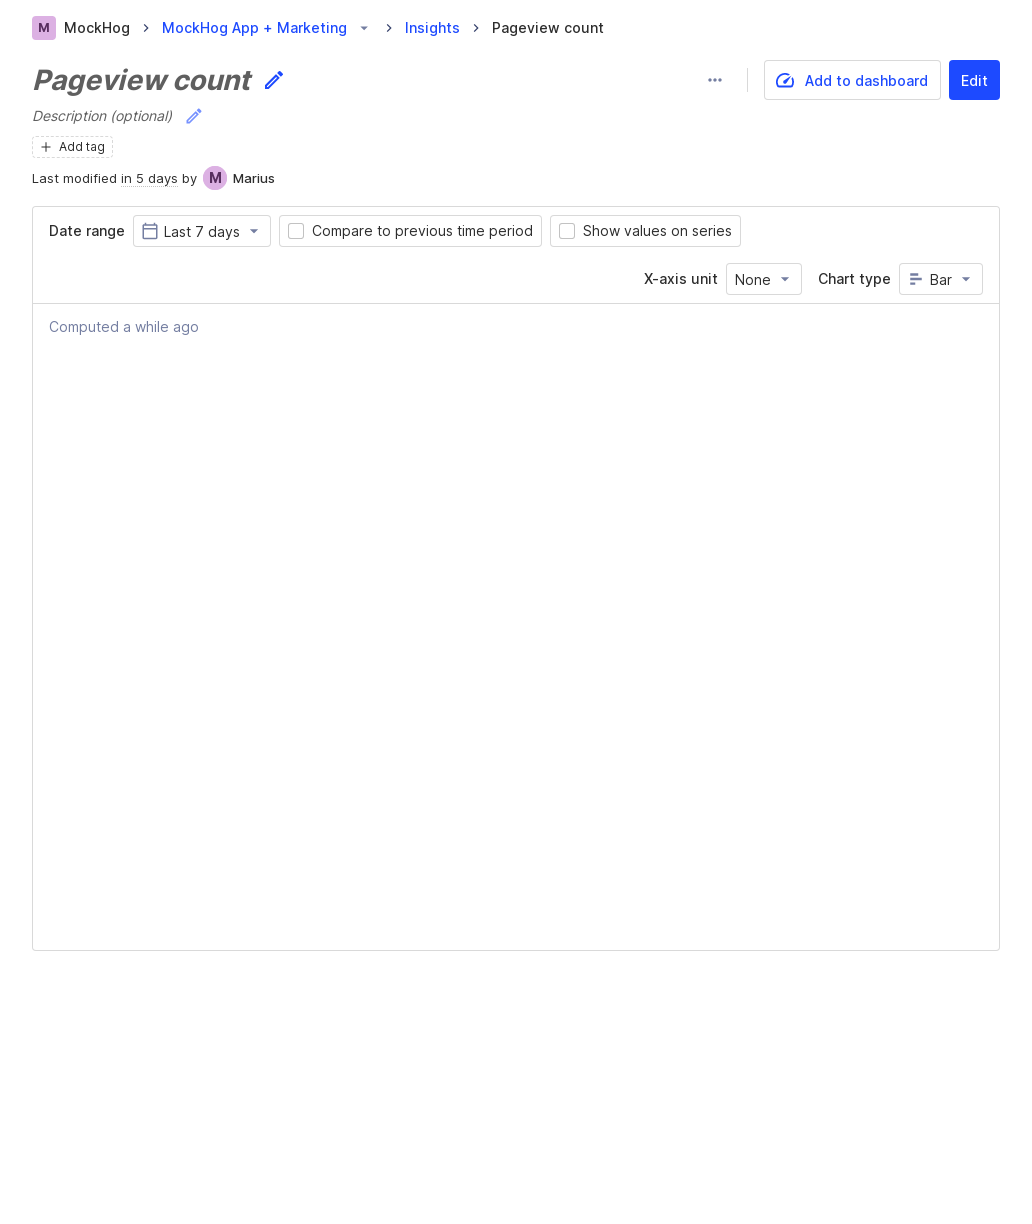 M MockHog MockHog App + Marketing Insights Pageview count
Pageview count
Add to dashboard Edit
Description (optional)
Add tag
Last modified in 5 days by M Marius
Date range Last 7 days Compare to previous time period Show values on series
X-axis unit None Chart type Bar
Computed a while ago